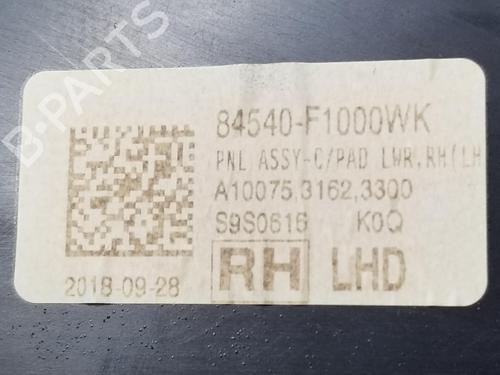 B-PARTS
84540-F1000WK
PNL ASSY-C/PAD LWR,RH(LH
A10075,3162,3300
S9S0616 K0Q
2018-09-28 RH LHD